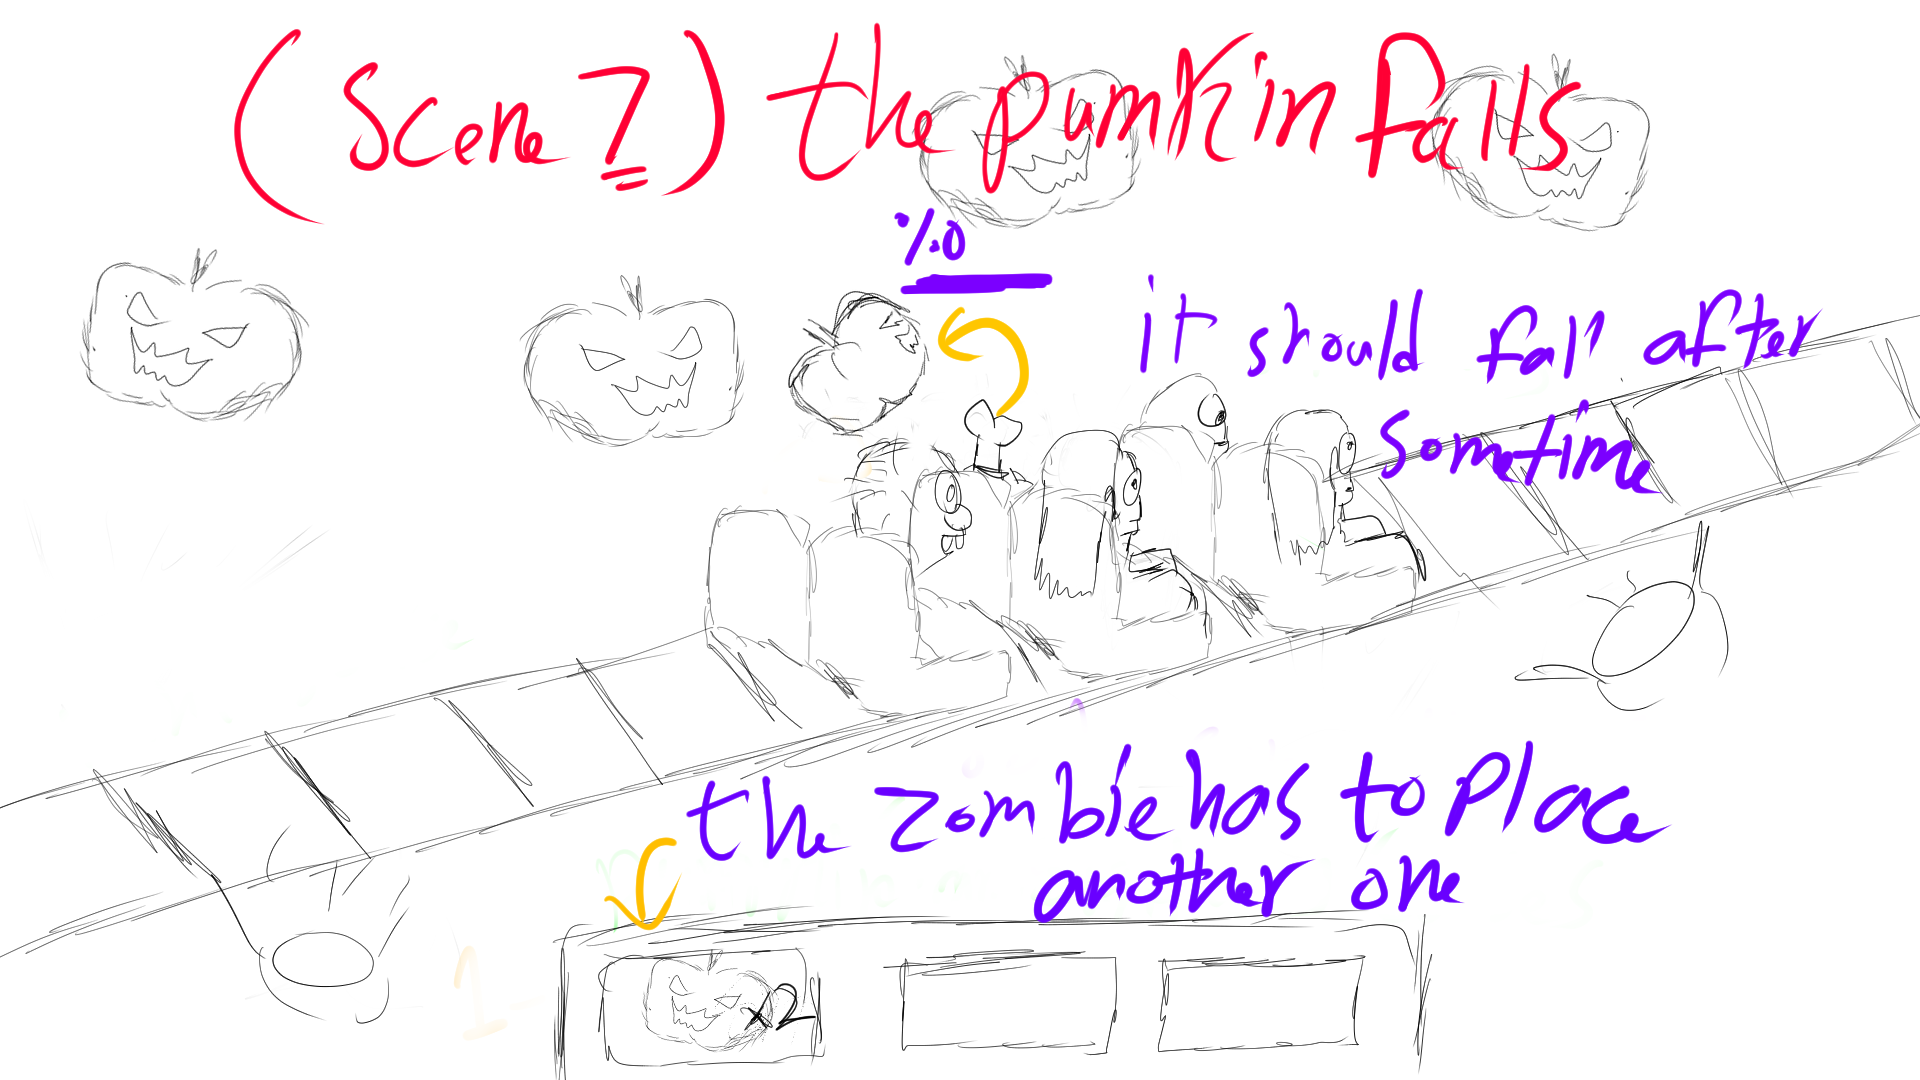 (Scene 7) the pumkin falls
%0
it should fall after
sometime
the zombie has to place
another one
x2